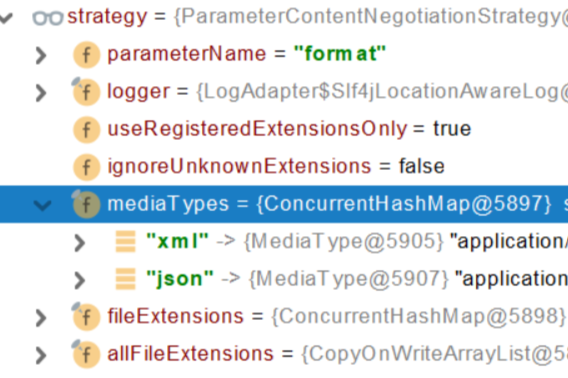 strategy = {ParameterContentNegotiationStrategy@
f parameterName = "format"
f logger = {LogAdapter$Slf4jLocationAwareLog@
f useRegisteredExtensionsOnly = true
f ignoreUnknownExtensions = false
f mediaTypes = {ConcurrentHashMap@5897} s
"xml" -> {MediaType@5905} "application/
"json" -> {MediaType@5907} "application
f fileExtensions = {ConcurrentHashMap@5898}
f allFileExtensions = {CopyOnWriteArrayList@58